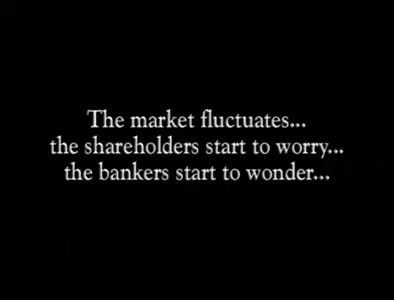 The market fluctuates...
the shareholders start to worry...
the bankers start to wonder...